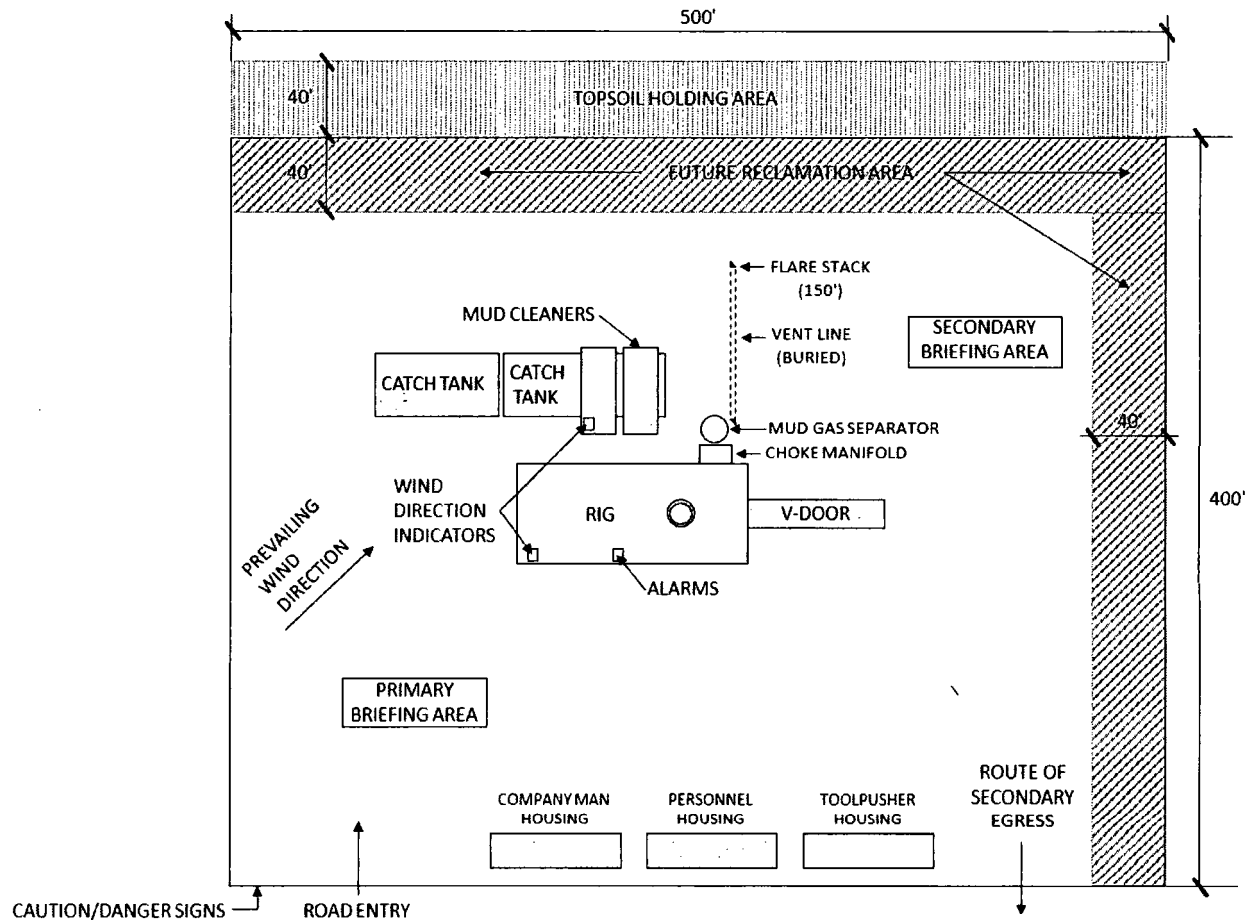 500'
40'
TOPSOIL HOLDING AREA
40'
FUTURE RECLAMATION AREA
FLARE STACK
(150')
MUD CLEANERS
VENT LINE
(BURIED)
SECONDARY
BRIEFING AREA
CATCH TANK
CATCH
TANK
MUD GAS SEPARATOR
CHOKE MANIFOLD
40'
400'
WIND
DIRECTION
INDICATORS
RIG
V-DOOR
PREVAILING
WIND
DIRECTION
ALARMS
PRIMARY
BRIEFING AREA
COMPANY MAN
HOUSING
PERSONNEL
HOUSING
TOOLPUSHER
HOUSING
ROUTE OF
SECONDARY
EGRESS
CAUTION/DANGER SIGNS
ROAD ENTRY